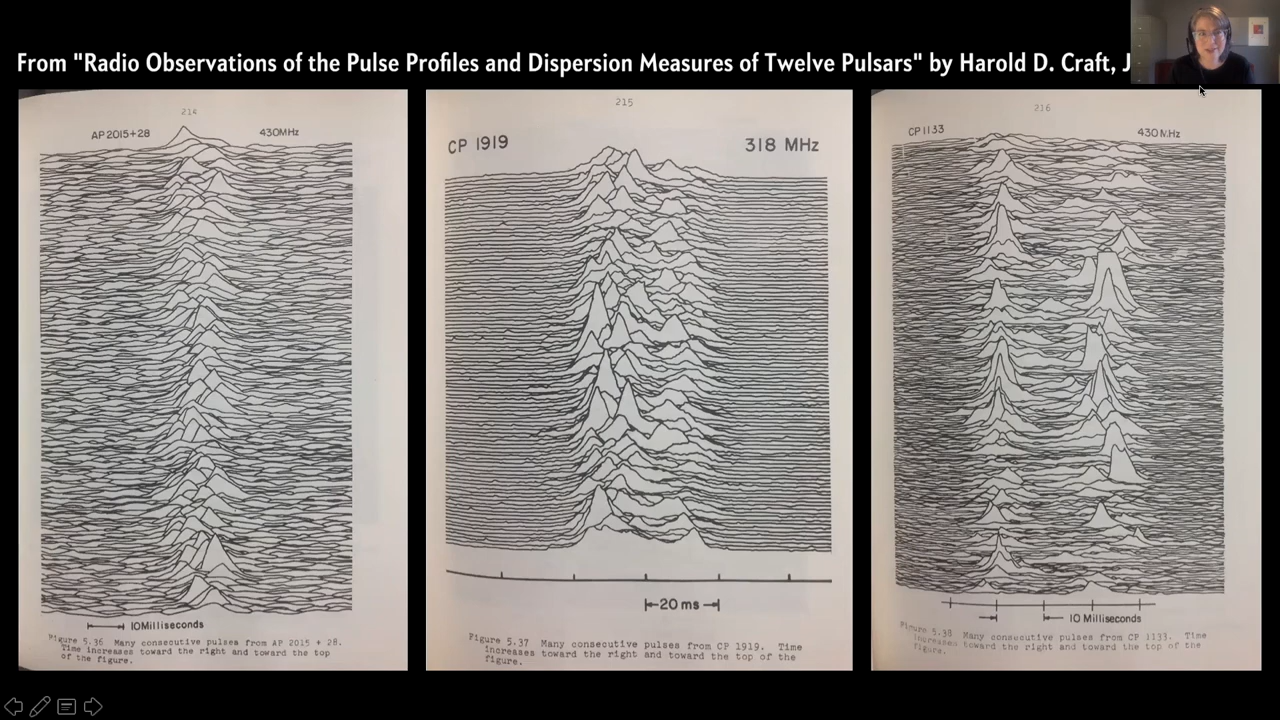 From "Radio Observations of the Pulse Profiles and Dispersion Measures of Twelve Pulsars" by Harold D. Craft, J
214
AP 2015+28 430MHz
10Milliseconds
Figure 5.36 Many consecutive pulses from AP 2015 + 28.
Time increases toward the right and toward the top
of the figure.
215
CP 1919 318 MHz
20 ms
Figure 5.37 Many consecutive pulses from CP 1919. Time
increases toward the right and toward the top of the
figure.
216
CP 1133 430 MHz
10 Milliseconds
Figure 5.38 Many consecutive pulses from CP 1133. Time
increases toward the right and toward the top of the
figure.